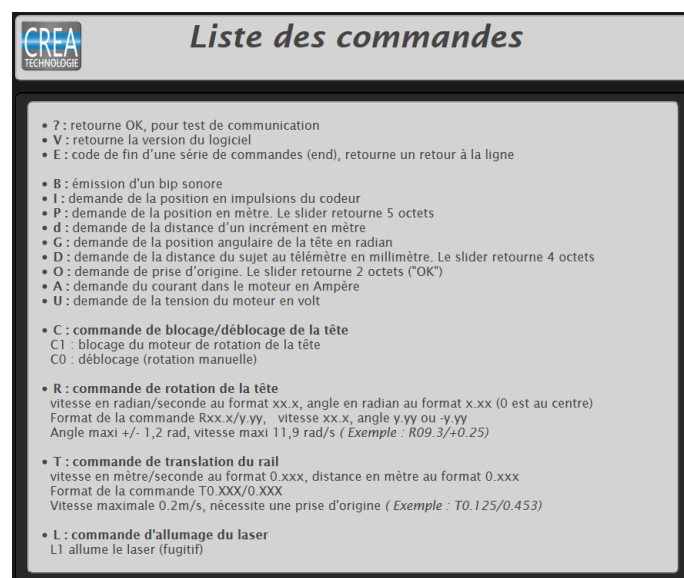 CREA
TECHNOLOGIE
Liste des commandes
• ? : retourne OK, pour test de communication
• V : retourne la version du logiciel
• E : code de fin d'une série de commandes (end), retourne un retour à la ligne
• B : émission d'un bip sonore
• I : demande de la position en impulsions du codeur
• P : demande de la position en mètre. Le slider retourne 5 octets
• d : demande de la distance d'un incrément en mètre
• G : demande de la position angulaire de la tête en radian
• D : demande de la distance du sujet au télémètre en millimètre. Le slider retourne 4 octets
• O : demande de prise d'origine. Le slider retourne 2 octets ("OK")
• A : demande du courant dans le moteur en Ampère
• U : demande de la tension du moteur en volt
• C : commande de blocage/déblocage de la tête
C1 : blocage du moteur de rotation de la tête
C0 : déblocage (rotation manuelle)
• R : commande de rotation de la tête
vitesse en radian/seconde au format xx.x, angle en radian au format x.xx (0 est au centre)
Format de la commande Rxx.x/y.yy, vitesse xx.x, angle y.yy ou -y.yy
Angle maxi +/- 1,2 rad, vitesse maxi 11,9 rad/s ( Exemple : R09.3/+0.25)
• T : commande de translation du rail
vitesse en mètre/seconde au format 0.xxx, distance en mètre au format 0.xxx
Format de la commande T0.XXX/0.XXX
Vitesse maximale 0.2m/s, nécessite une prise d'origine ( Exemple : T0.125/0.453)
• L : commande d'allumage du laser
L1 allume le laser (fugitif)